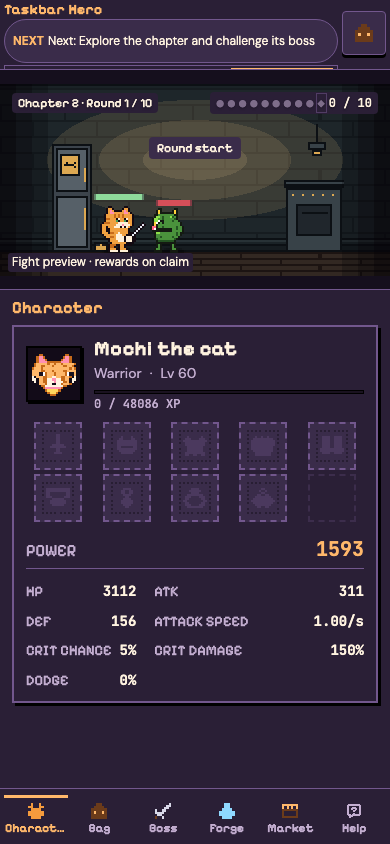 Taskbar Hero
NEXT Next: Explore the chapter and challenge its boss
Chapter 2 · Round 1 / 10
0 / 10
Round start
Fight preview · rewards on claim
Character
Mochi the cat
Warrior · Lv 60
0 / 48086 XP
POWER 1593
HP 3112 ATK 311
DEF 156 ATTACK SPEED 1.00/s
CRIT CHANCE 5% CRIT DAMAGE 150%
DODGE 0%
Charact... Bag Boss Forge Market Help